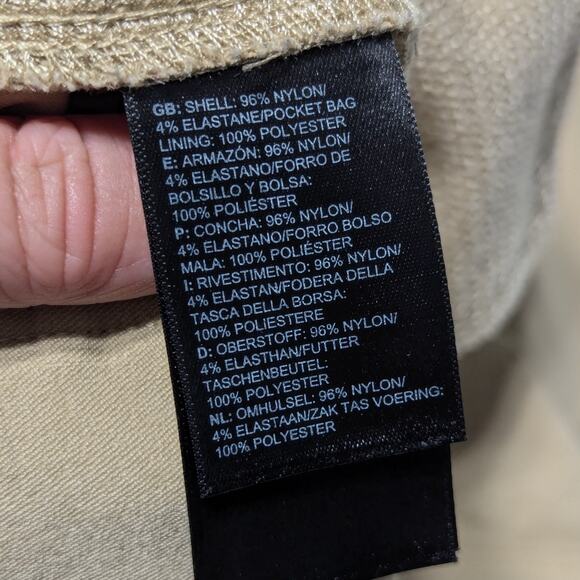 GB: SHELL: 96% NYLON/
4% ELASTANE/POCKET BAG
LINING: 100% POLYESTER
E: ARMAZÓN: 96% NYLON/
4% ELASTANO/FORRO DE
BOLSILLO Y BOLSA:
100% POLIÉSTER
P: CONCHA: 96% NYLON/
4% ELASTANO/FORRO BOLSO
MALA: 100% POLIÉSTER
I: RIVESTIMENTO: 96% NYLON/
4% ELASTAN/FODERA DELLA
TASCA DELLA BORSA:
100% POLIESTERE
D: OBERSTOFF: 96% NYLON/
4% ELASTHAN/FUTTER
TASCHENBEUTEL:
100% POLYESTER
NL: OMHULSEL: 96% NYLON/
4% ELASTAAN/ZAK TAS VOERING:
100% POLYESTER